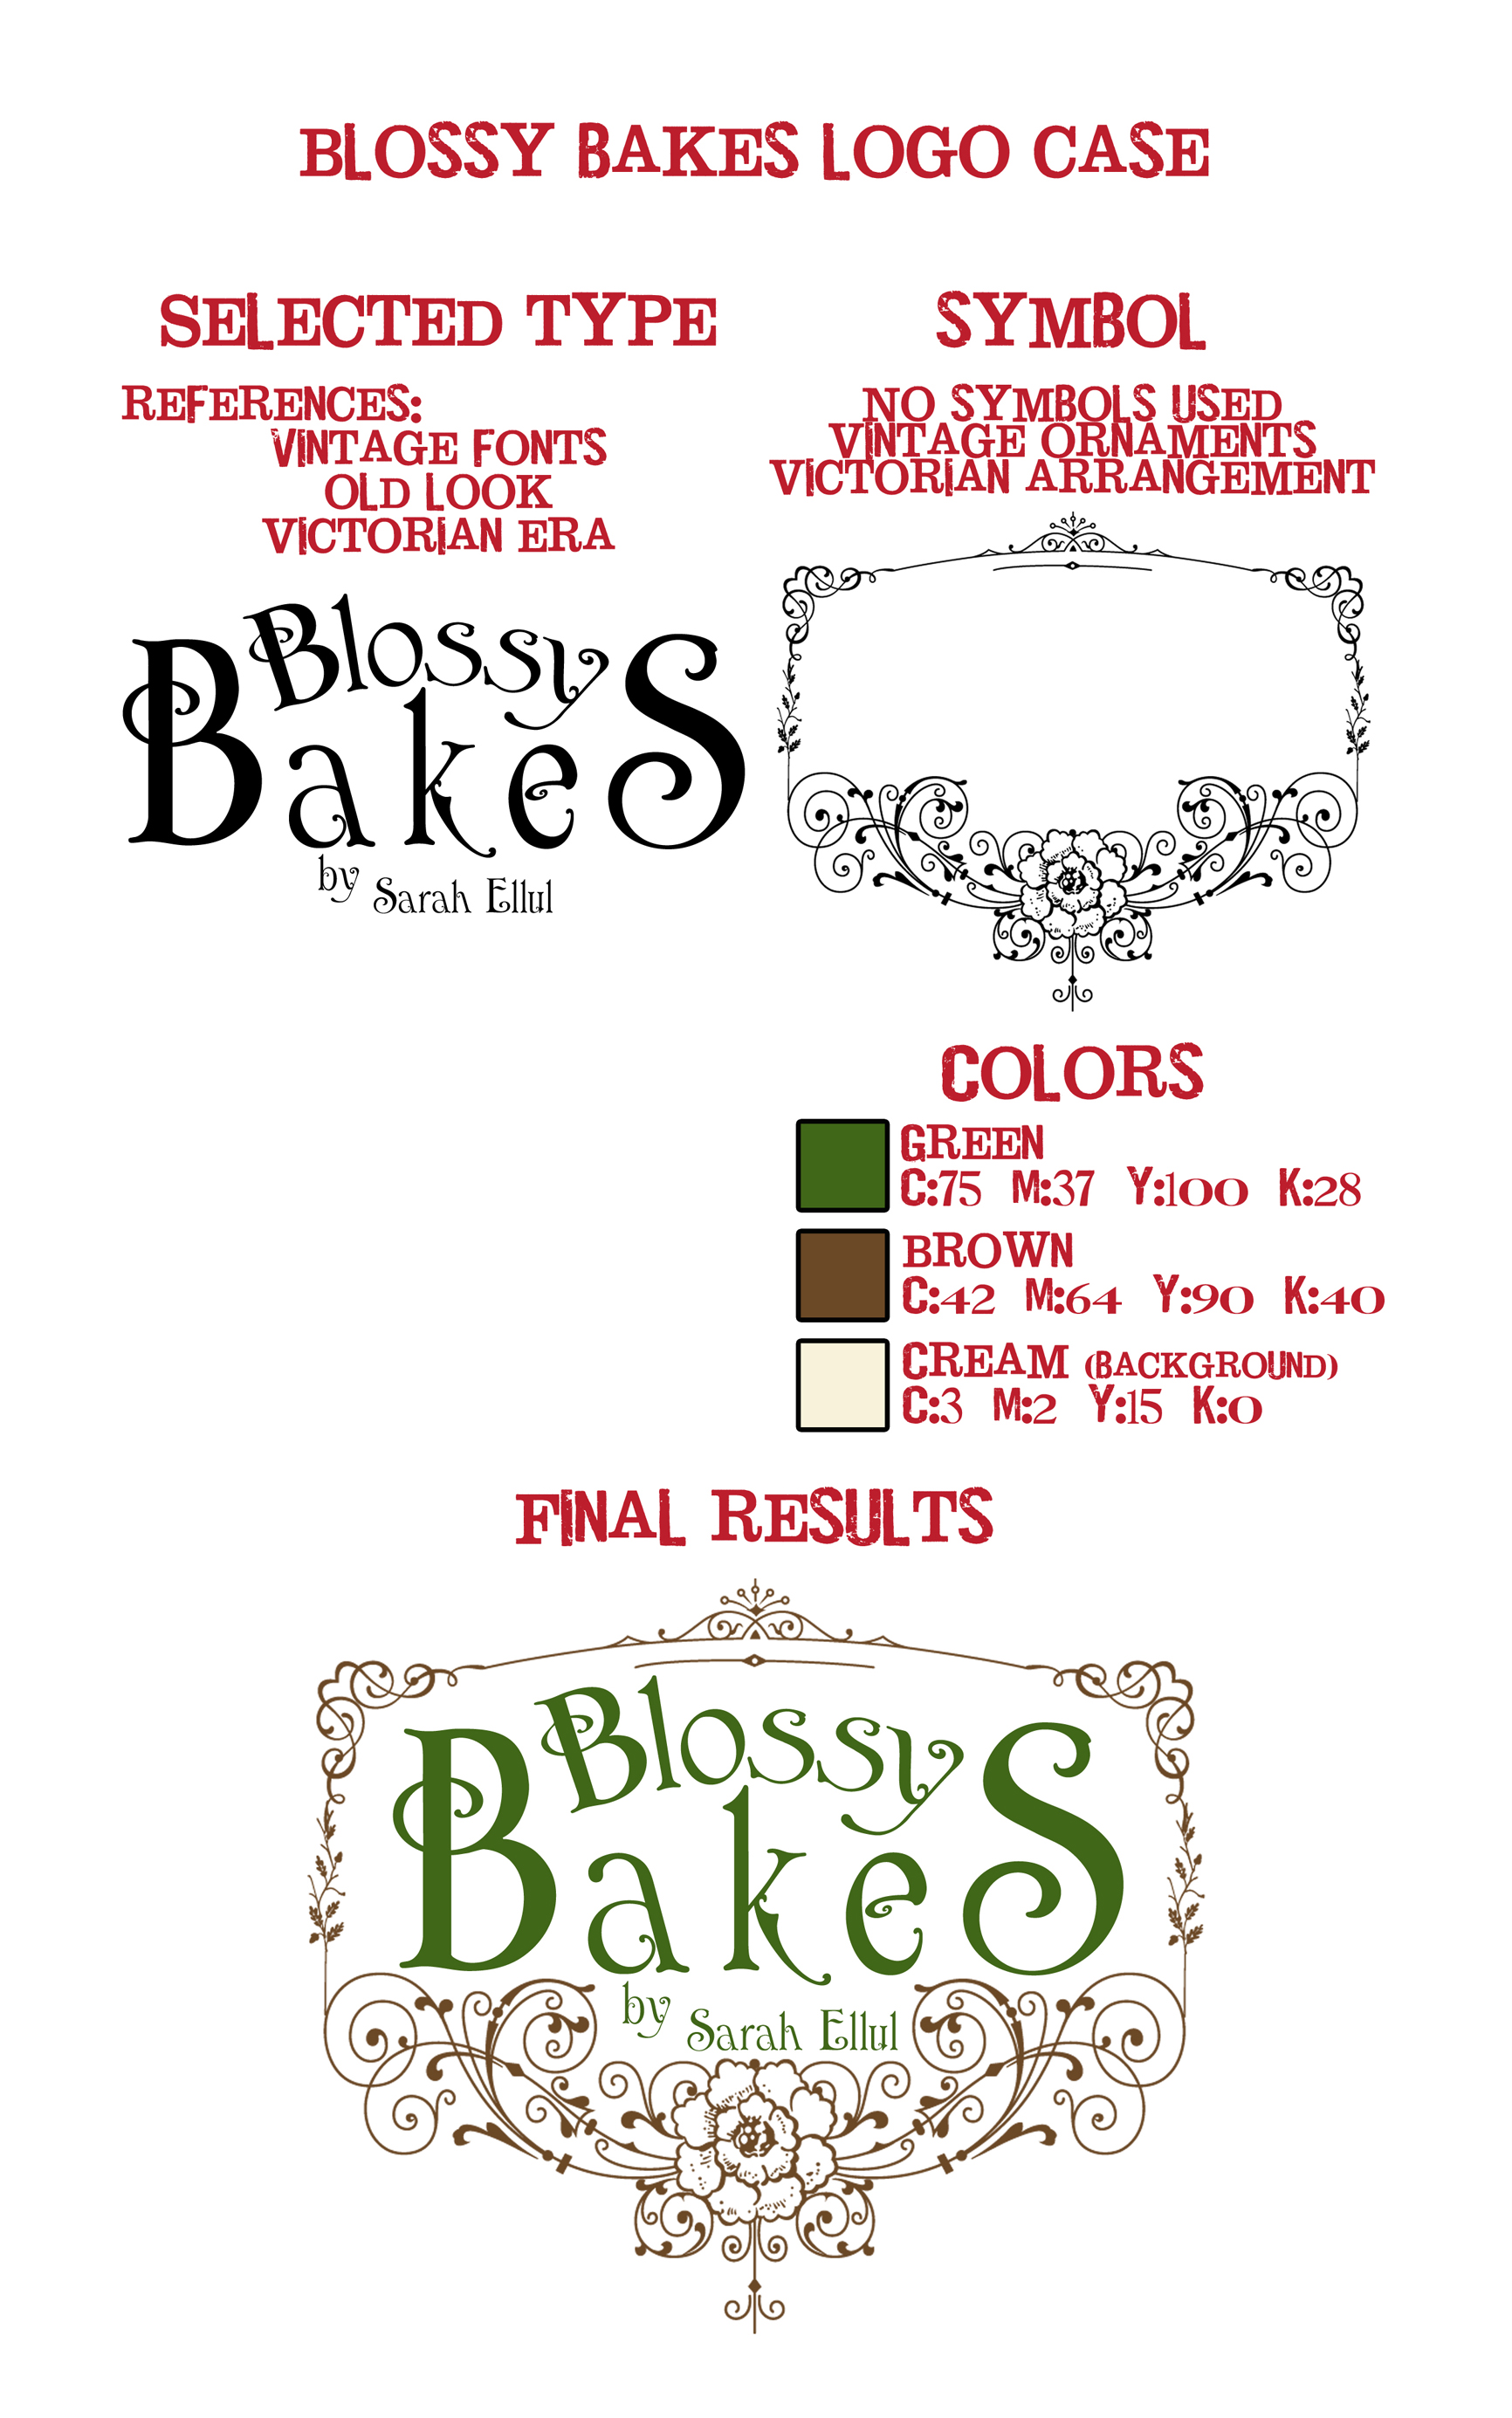 BLOSSY BAKES LOGO CASE
SELECTED TYPE
REFERENCES:
VINTAGE FONTS
OLD LOOK
VICTORIAN ERA
Blossy
BakeS
by Sarah Ellul
SYMBOL
NO SYMBOLS USED
VINTAGE ORNAMENTS
VICTORIAN ARRANGEMENT
COLORS
GREEN
C:75 M:37 Y:100 K:28
BROWN
C:42 M:64 Y:90 K:40
CREAM (BACKGROUND)
C:3 M:2 Y:15 K:0
FINAL RESULTS
Blossy
BakeS
by Sarah Ellul